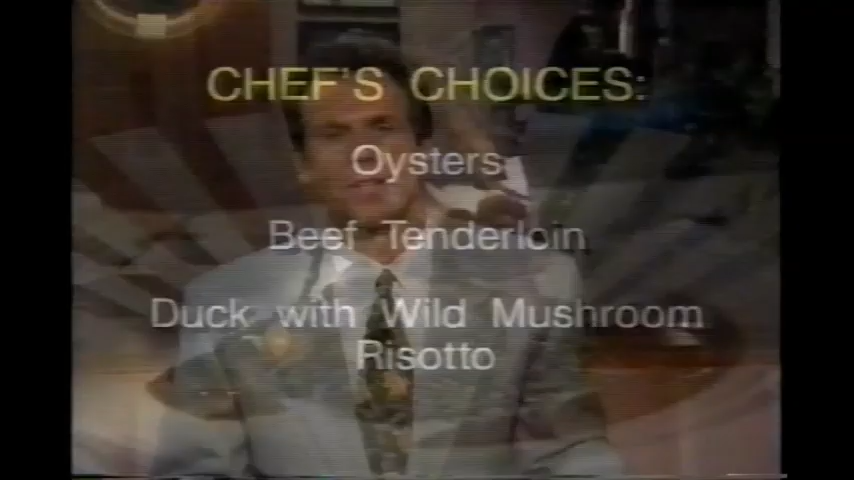 CHEF'S CHOICES:
Oysters
Beef Tenderloin
Duck with Wild Mushroom
Risotto